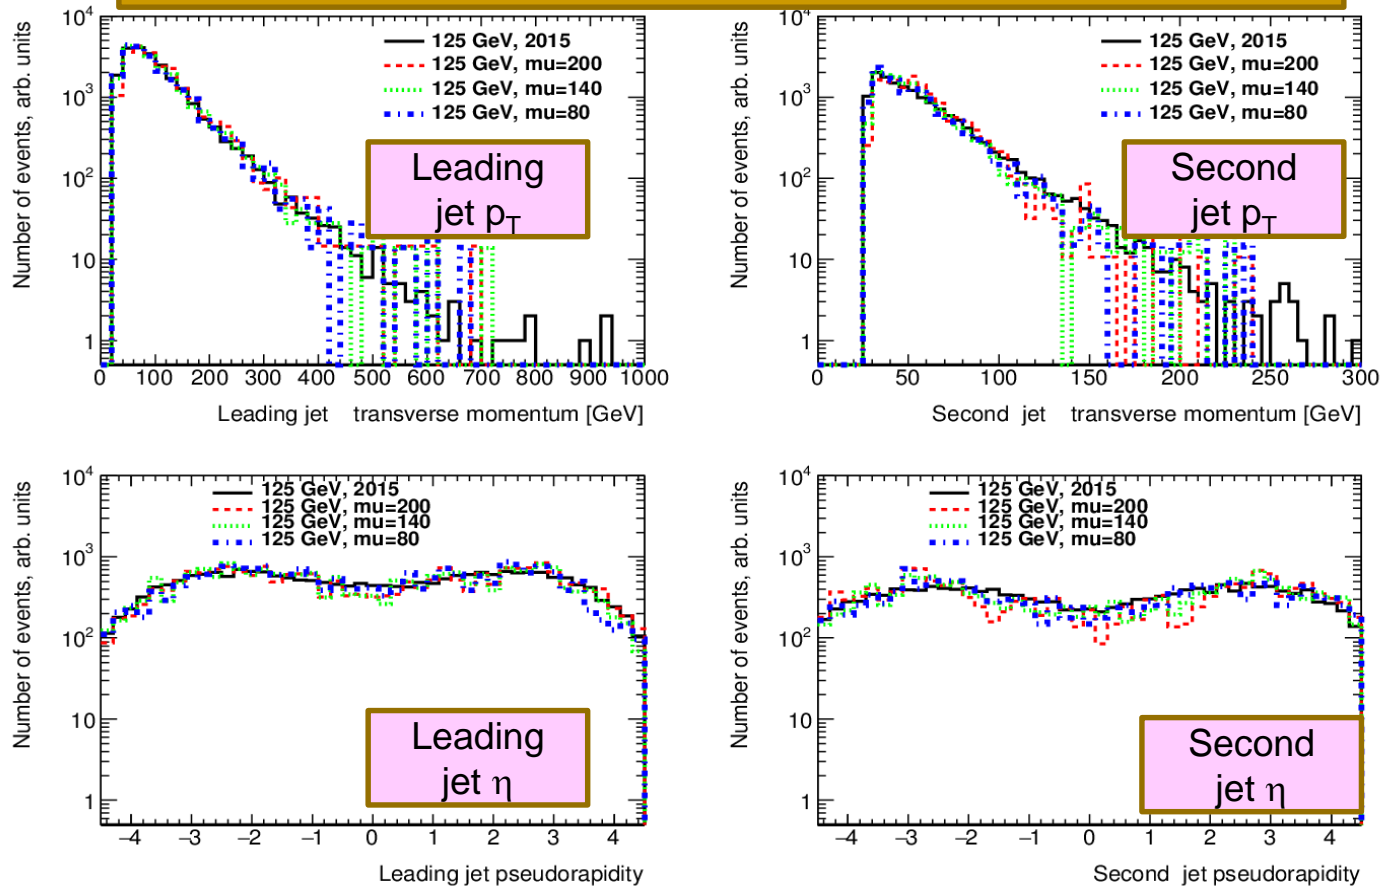 Number of events, arb. units
10⁴
10³
10²
10
1
125 GeV, 2015
125 GeV, mu=200
125 GeV, mu=140
125 GeV, mu=80
Leading
jet pT
0 100 200 300 400 500 600 700 800 900 1000
Leading jet transverse momentum [GeV]
Number of events, arb. units
10⁴
10³
10²
10
1
125 GeV, 2015
125 GeV, mu=200
125 GeV, mu=140
125 GeV, mu=80
Second
jet pT
0 50 100 150 200 250 300
Second jet transverse momentum [GeV]
Number of events, arb. units
10⁴
10³
10²
10
1
125 GeV, 2015
125 GeV, mu=200
125 GeV, mu=140
125 GeV, mu=80
Leading
jet η
−4 −3 −2 −1 0 1 2 3 4
Leading jet pseudorapidity
Number of events, arb. units
10⁴
10³
10²
10
1
125 GeV, 2015
125 GeV, mu=200
125 GeV, mu=140
125 GeV, mu=80
Second
jet η
−4 −3 −2 −1 0 1 2 3 4
Second jet pseudorapidity